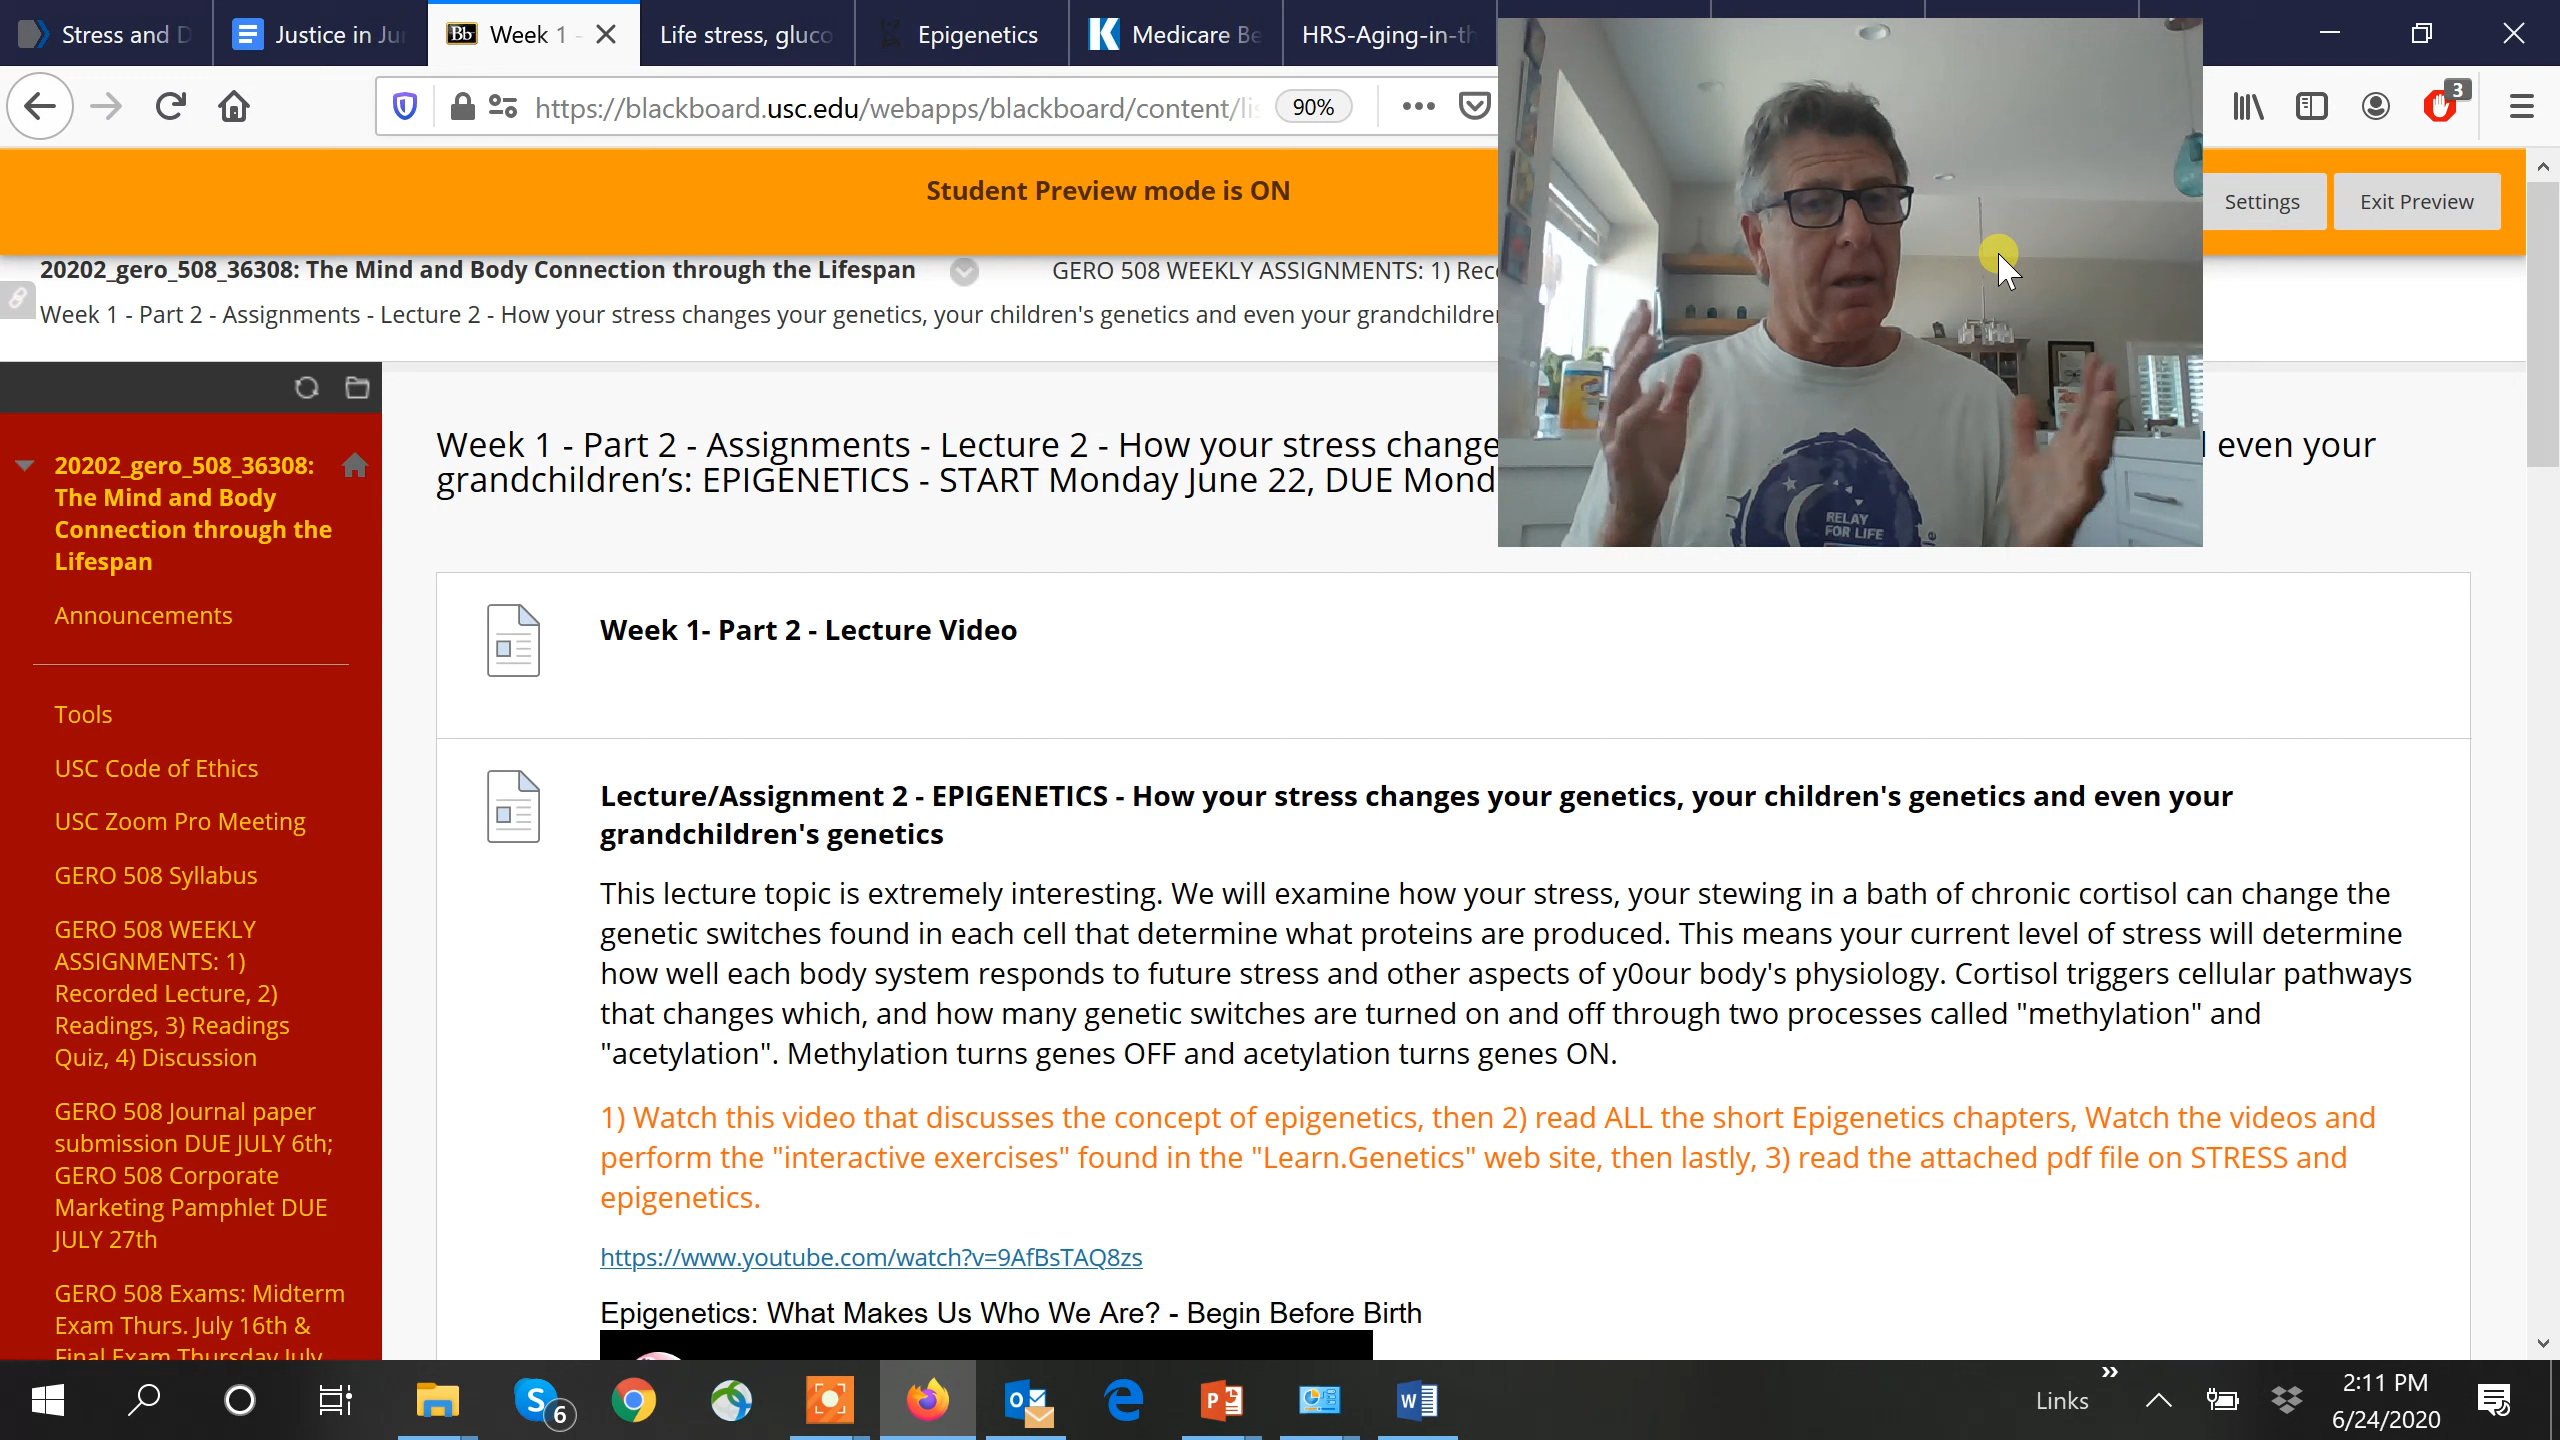 Stress and D
Justice in Ju
Week 1 -
Life stress, gluco
Epigenetics
Medicare Be
HRS-Aging-in-th
https://blackboard.usc.edu/webapps/blackboard/content/lis
90%
3
Student Preview mode is ON
Settings
Exit Preview
20202_gero_508_36308: The Mind and Body Connection through the Lifespan
GERO 508 WEEKLY ASSIGNMENTS: 1) Rec
Week 1 - Part 2 - Assignments - Lecture 2 - How your stress changes your genetics, your children's genetics and even your grandchildre
20202_gero_508_36308:
The Mind and Body
Connection through the
Lifespan
Announcements
Tools
USC Code of Ethics
USC Zoom Pro Meeting
GERO 508 Syllabus
GERO 508 WEEKLY
ASSIGNMENTS: 1)
Recorded Lecture, 2)
Readings, 3) Readings
Quiz, 4) Discussion
GERO 508 Journal paper
submission DUE JULY 6th;
GERO 508 Corporate
Marketing Pamphlet DUE
JULY 27th
GERO 508 Exams: Midterm
Exam Thurs. July 16th &
Final Exam Thursday July
Week 1 - Part 2 - Assignments - Lecture 2 - How your stress change even your
grandchildren’s: EPIGENETICS - START Monday June 22, DUE Mond
RELAY
FOR LIFE
Week 1- Part 2 - Lecture Video
Lecture/Assignment 2 - EPIGENETICS - How your stress changes your genetics, your children's genetics and even your
grandchildren's genetics
This lecture topic is extremely interesting. We will examine how your stress, your stewing in a bath of chronic cortisol can change the
genetic switches found in each cell that determine what proteins are produced. This means your current level of stress will determine
how well each body system responds to future stress and other aspects of y0our body's physiology. Cortisol triggers cellular pathways
that changes which, and how many genetic switches are turned on and off through two processes called "methylation" and
"acetylation". Methylation turns genes OFF and acetylation turns genes ON.
1) Watch this video that discusses the concept of epigenetics, then 2) read ALL the short Epigenetics chapters, Watch the videos and
perform the "interactive exercises" found in the "Learn.Genetics" web site, then lastly, 3) read the attached pdf file on STRESS and
epigenetics.
https://www.youtube.com/watch?v=9AfBsTAQ8zs
Epigenetics: What Makes Us Who We Are? - Begin Before Birth
6
Links
2:11 PM
6/24/2020